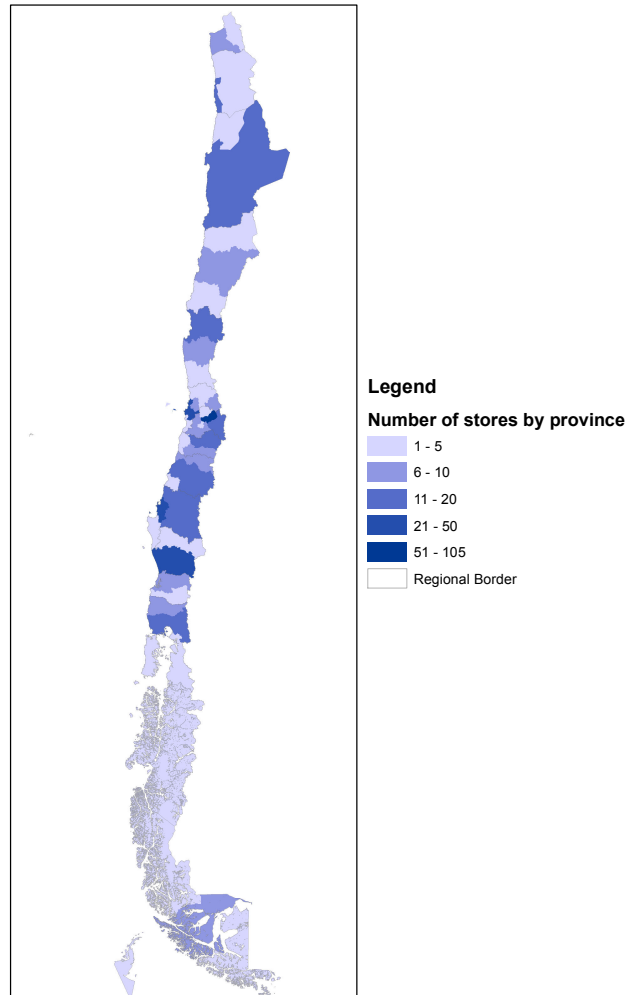 Legend
Number of stores by province
1 - 5
6 - 10
11 - 20
21 - 50
51 - 105
Regional Border